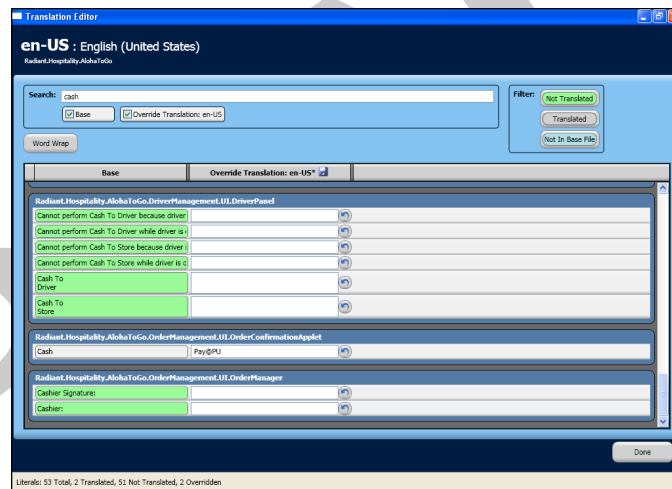 Translation Editor
en-US : English (United States)
Radiant.Hospitality.AlohaToGo
Search: cash
Base Override Translation: en-US
Filter: Not Translated
Translated
Not In Base File
Word Wrap
Base Override Translation: en-US*
Radiant.Hospitality.AlohaToGo.DriverManagement.UI.DriverPanel
Cannot perform Cash To Driver because driver
Cannot perform Cash To Driver while driver is
Cannot perform Cash To Store because driver
Cannot perform Cash To Store while driver is
Cash To
Driver
Cash To
Store
Radiant.Hospitality.AlohaToGo.OrderManagement.UI.OrderConfirmationApplet
Cash Pay@PU
Radiant.Hospitality.AlohaToGo.OrderManagement.UI.OrderManager
Cashier Signature:
Cashier:
Done
Literals: 53 Total, 2 Translated, 51 Not Translated, 2 Overridden